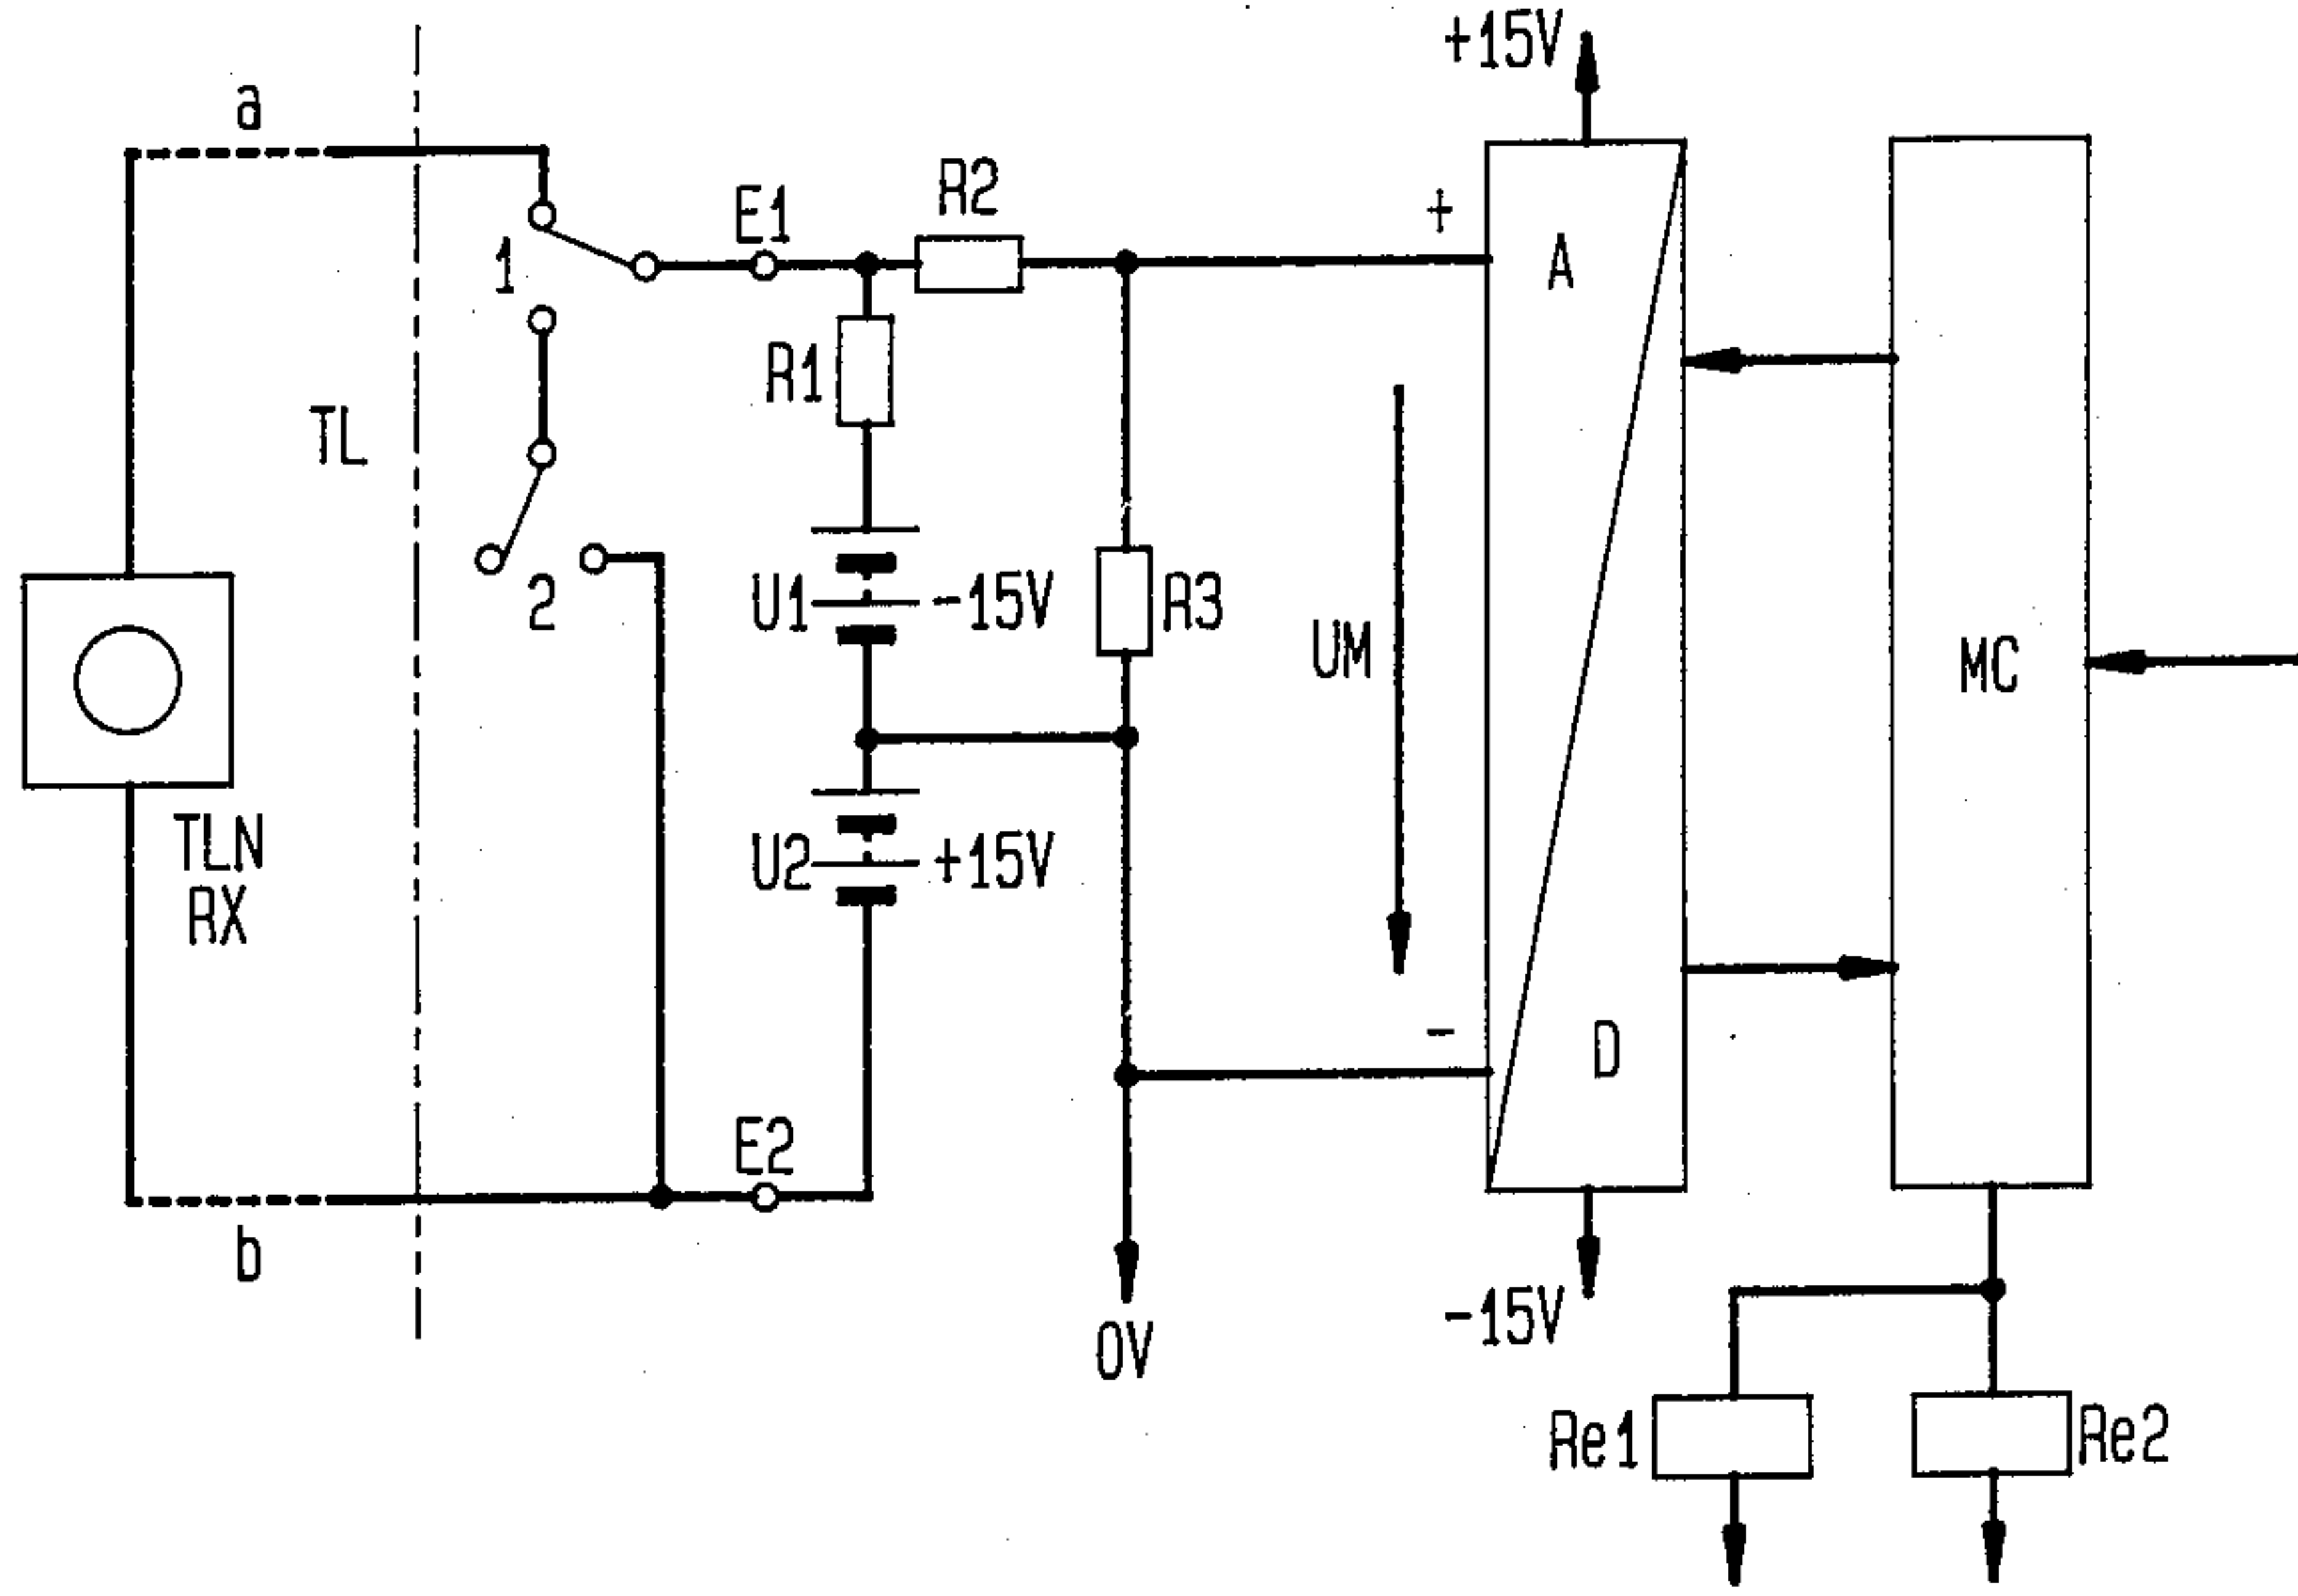 +15V
a
E1
R2
+
1
A
R1
TL
U1
-15V
R3
UM
2
MC
TLN
RX
U2
+15V
-
D
E2
b
-15V
0V
Re1
Re2